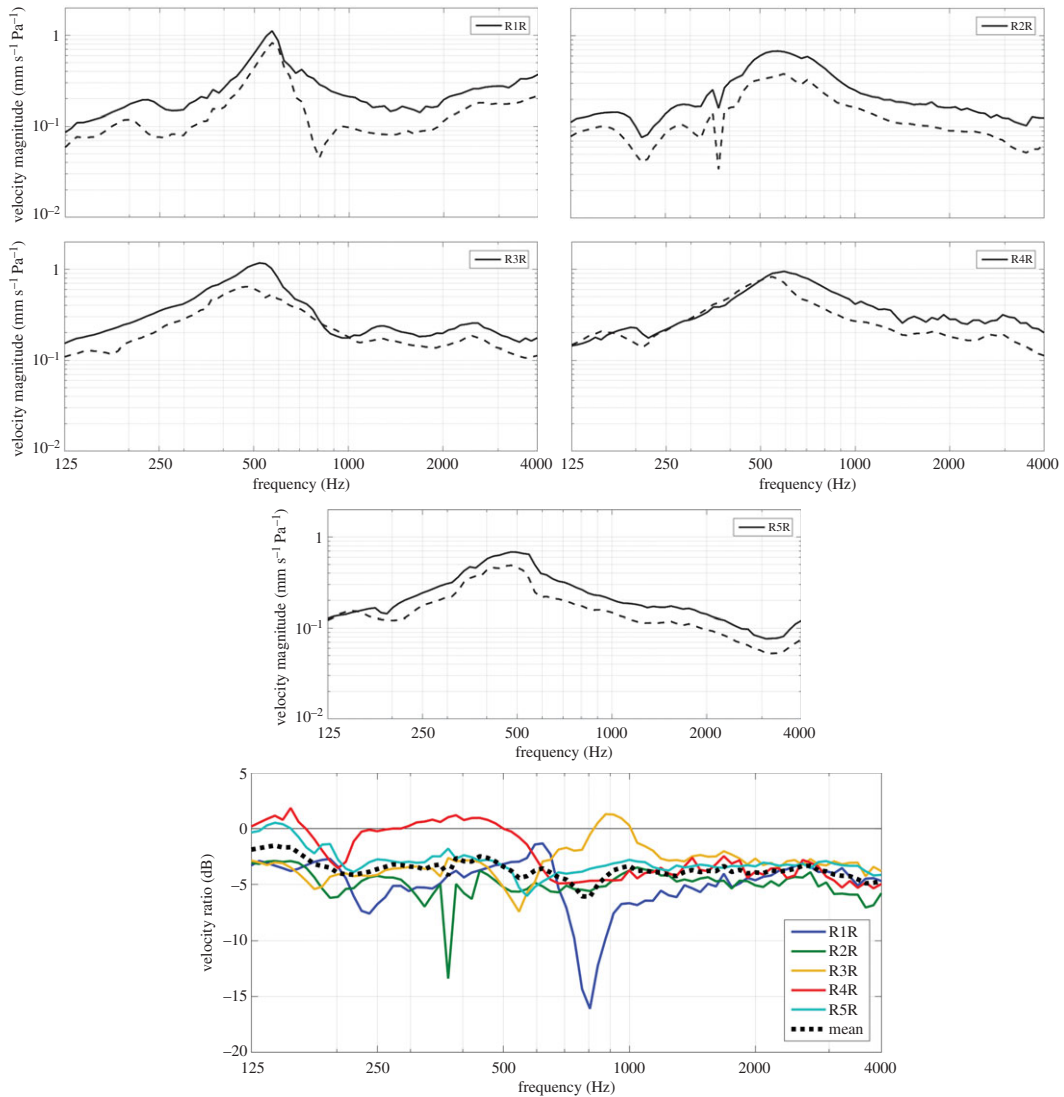 R1R
R2R
velocity magnitude (mm s⁻¹ Pa⁻¹)
1
10⁻¹
10⁻²
R3R
R4R
velocity magnitude (mm s⁻¹ Pa⁻¹)
1
10⁻¹
10⁻²
125 250 500 1000 2000 4000
125 250 500 1000 2000 4000
frequency (Hz)
frequency (Hz)
R5R
velocity magnitude (mm s⁻¹ Pa⁻¹)
1
10⁻¹
10⁻²
125 250 500 1000 2000 4000
frequency (Hz)
velocity ratio (dB)
5
0
–5
–10
–15
–20
R1R
R2R
R3R
R4R
R5R
mean
125 250 500 1000 2000 4000
frequency (Hz)